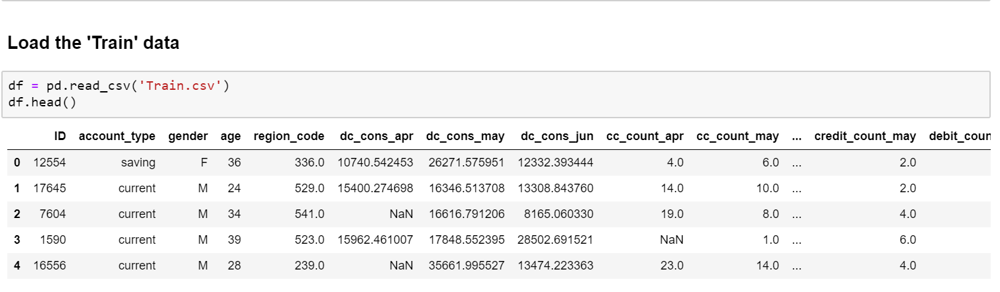 Load the 'Train' data
df = pd.read_csv('Train.csv')
df.head()
ID account_type gender age region_code dc_cons_apr dc_cons_may dc_cons_jun cc_count_apr cc_count_may ... credit_count_may debit_coun
0 12554 saving F 36 336.0 10740.542453 26271.575951 12332.393444 4.0 6.0 ... 2.0
1 17645 current M 24 529.0 15400.274698 16346.513708 13308.843760 14.0 10.0 ... 2.0
2 7604 current M 34 541.0 NaN 16616.791206 8165.060330 19.0 8.0 ... 4.0
3 1590 current M 39 523.0 15962.461007 17848.552395 28502.691521 NaN 1.0 ... 6.0
4 16556 current M 28 239.0 NaN 35661.995527 13474.223363 23.0 14.0 ... 4.0